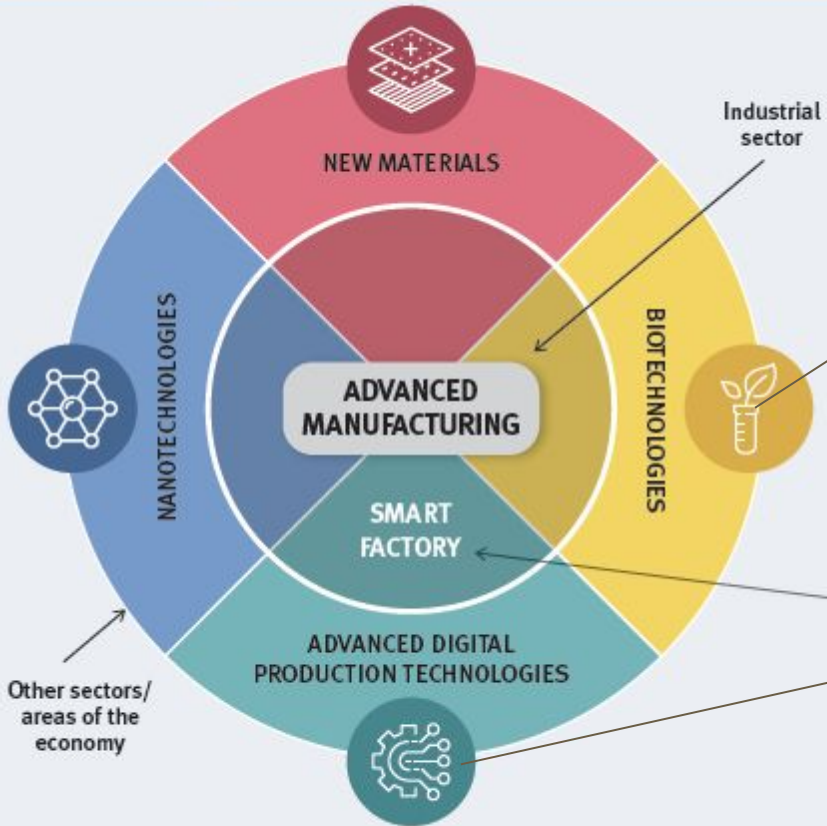 Industrial
sector
NEW MATERIALS
NANOTECHNOLOGIES
BIOTECHNOLOGIES
ADVANCED
MANUFACTURING
SMART
FACTORY
ADVANCED DIGITAL
PRODUCTION TECHNOLOGIES
Other sectors/
areas of the
economy